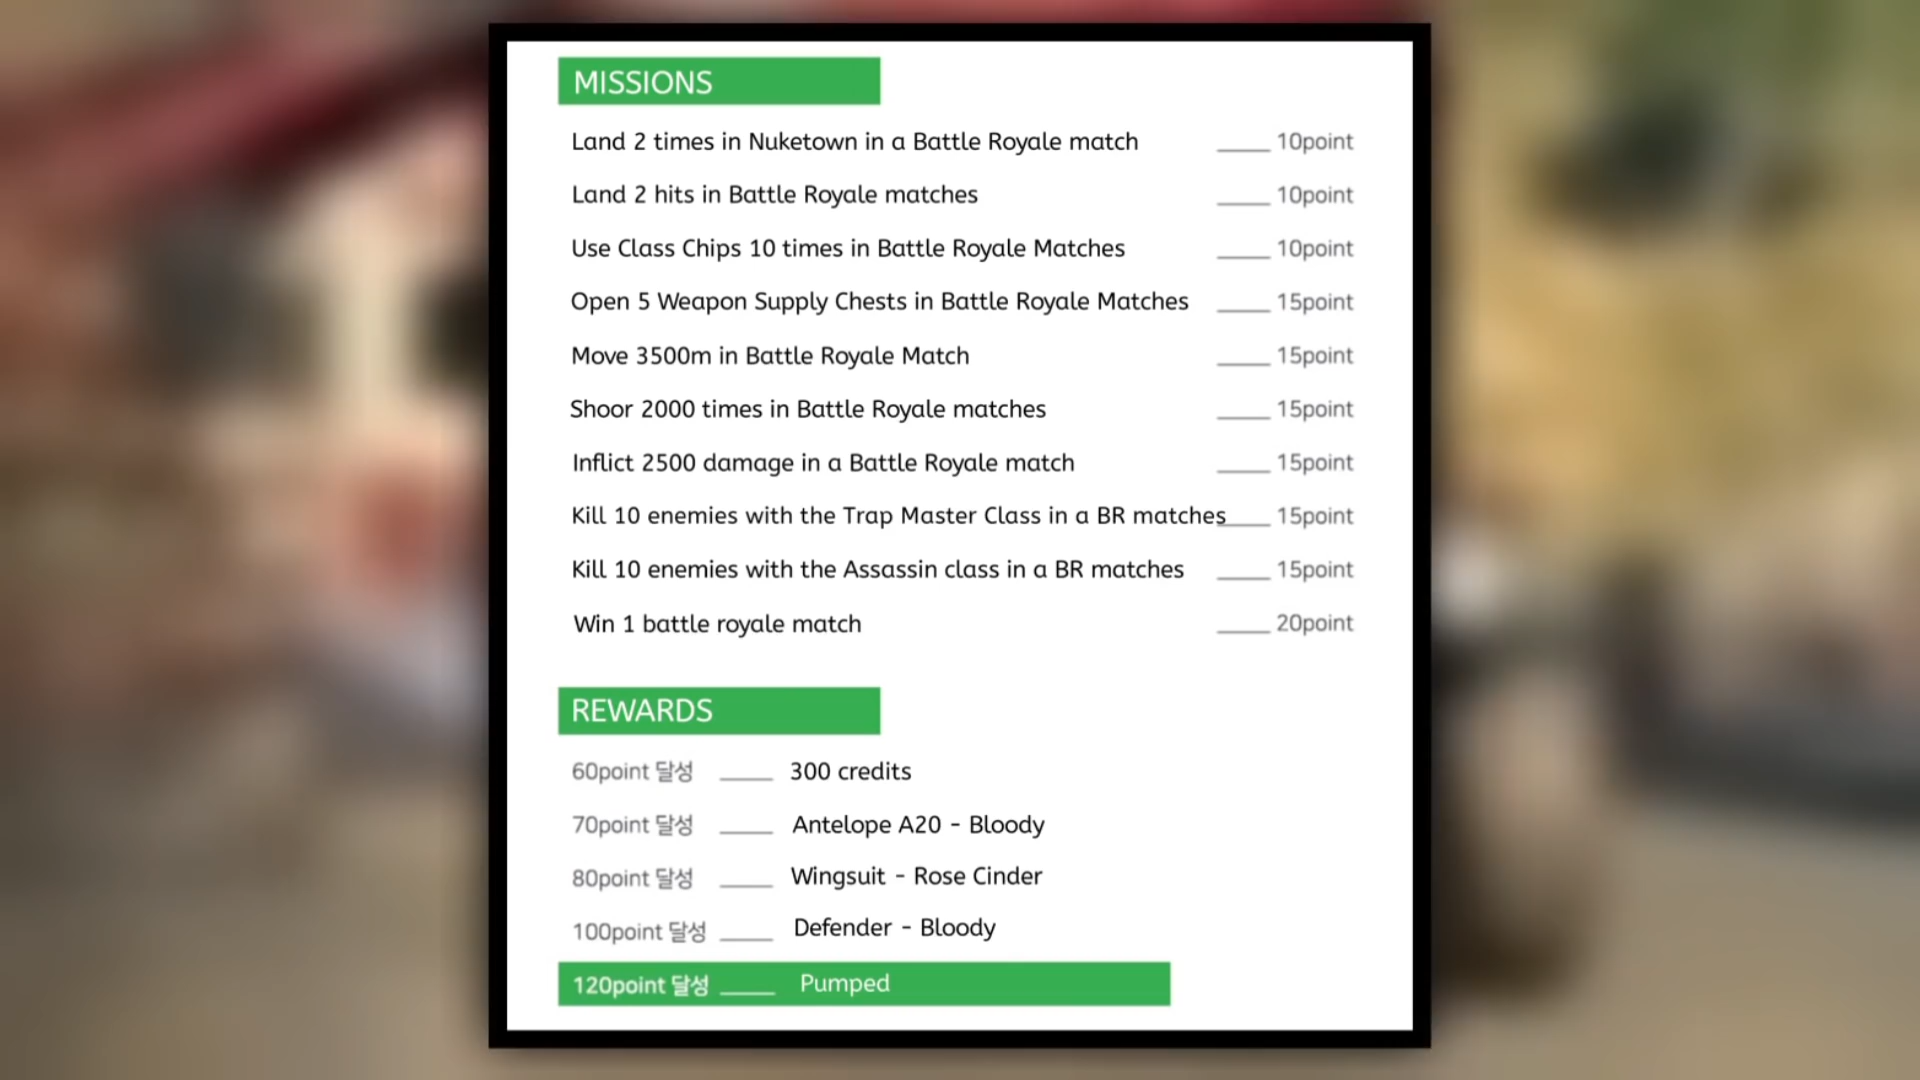 MISSIONS
Land 2 times in Nuketown in a Battle Royale match ____ 10point
Land 2 hits in Battle Royale matches ____ 10point
Use Class Chips 10 times in Battle Royale Matches ____ 10point
Open 5 Weapon Supply Chests in Battle Royale Matches ____ 15point
Move 3500m in Battle Royale Match ____ 15point
Shoor 2000 times in Battle Royale matches ____ 15point
Inflict 2500 damage in a Battle Royale match ____ 15point
Kill 10 enemies with the Trap Master Class in a BR matches ____ 15point
Kill 10 enemies with the Assassin class in a BR matches ____ 15point
Win 1 battle royale match ____ 20point
REWARDS
60point 달성 ____ 300 credits
70point 달성 ____ Antelope A20 - Bloody
80point 달성 ____ Wingsuit - Rose Cinder
100point 달성 ____ Defender - Bloody
120point 달성 ____ Pumped